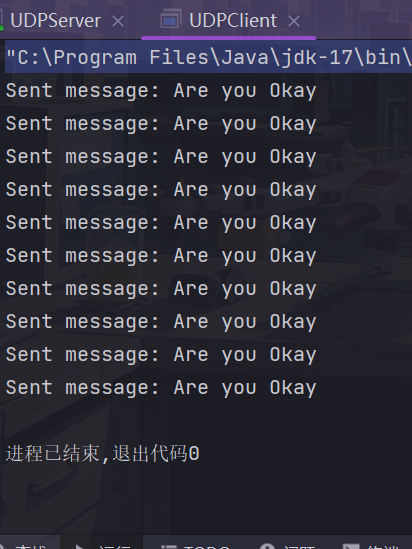 UDPServer × UDPClient ×
"C:\Program Files\Java\jdk-17\bin\
Sent message: Are you Okay
Sent message: Are you Okay
Sent message: Are you Okay
Sent message: Are you Okay
Sent message: Are you Okay
Sent message: Are you Okay
Sent message: Are you Okay
Sent message: Are you Okay
Sent message: Are you Okay
Sent message: Are you Okay
进程已结束,退出代码0